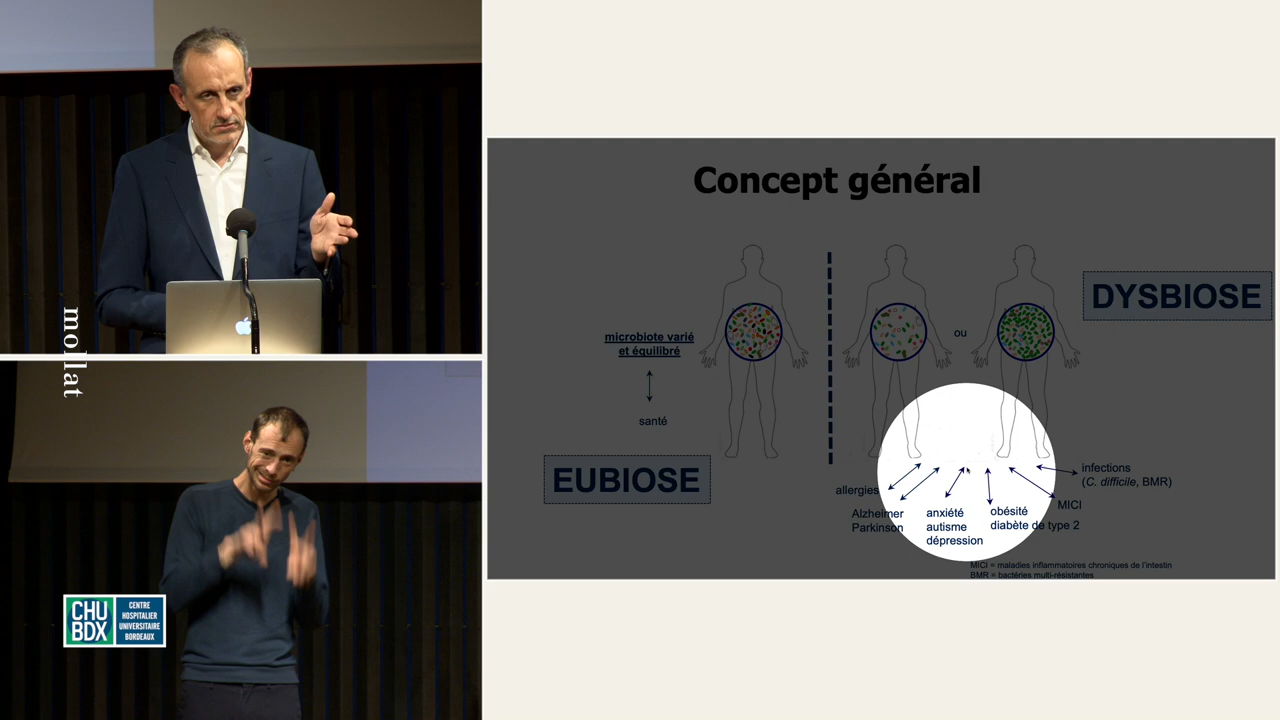 mollat
CHU
BDX
CENTRE
HOSPITALIER
UNIVERSITAIRE
BORDEAUX
Concept général
microbiote varié
et équilibré
santé
EUBIOSE
ou
DYSBIOSE
allergies
Alzheimer
Parkinson
anxiété
autisme
dépression
obésité
diabète de type 2
MICI
infections
(C. difficile, BMR)
MICI = maladies inflammatoires chroniques de l'intestin
BMR = bactéries multi-résistantes